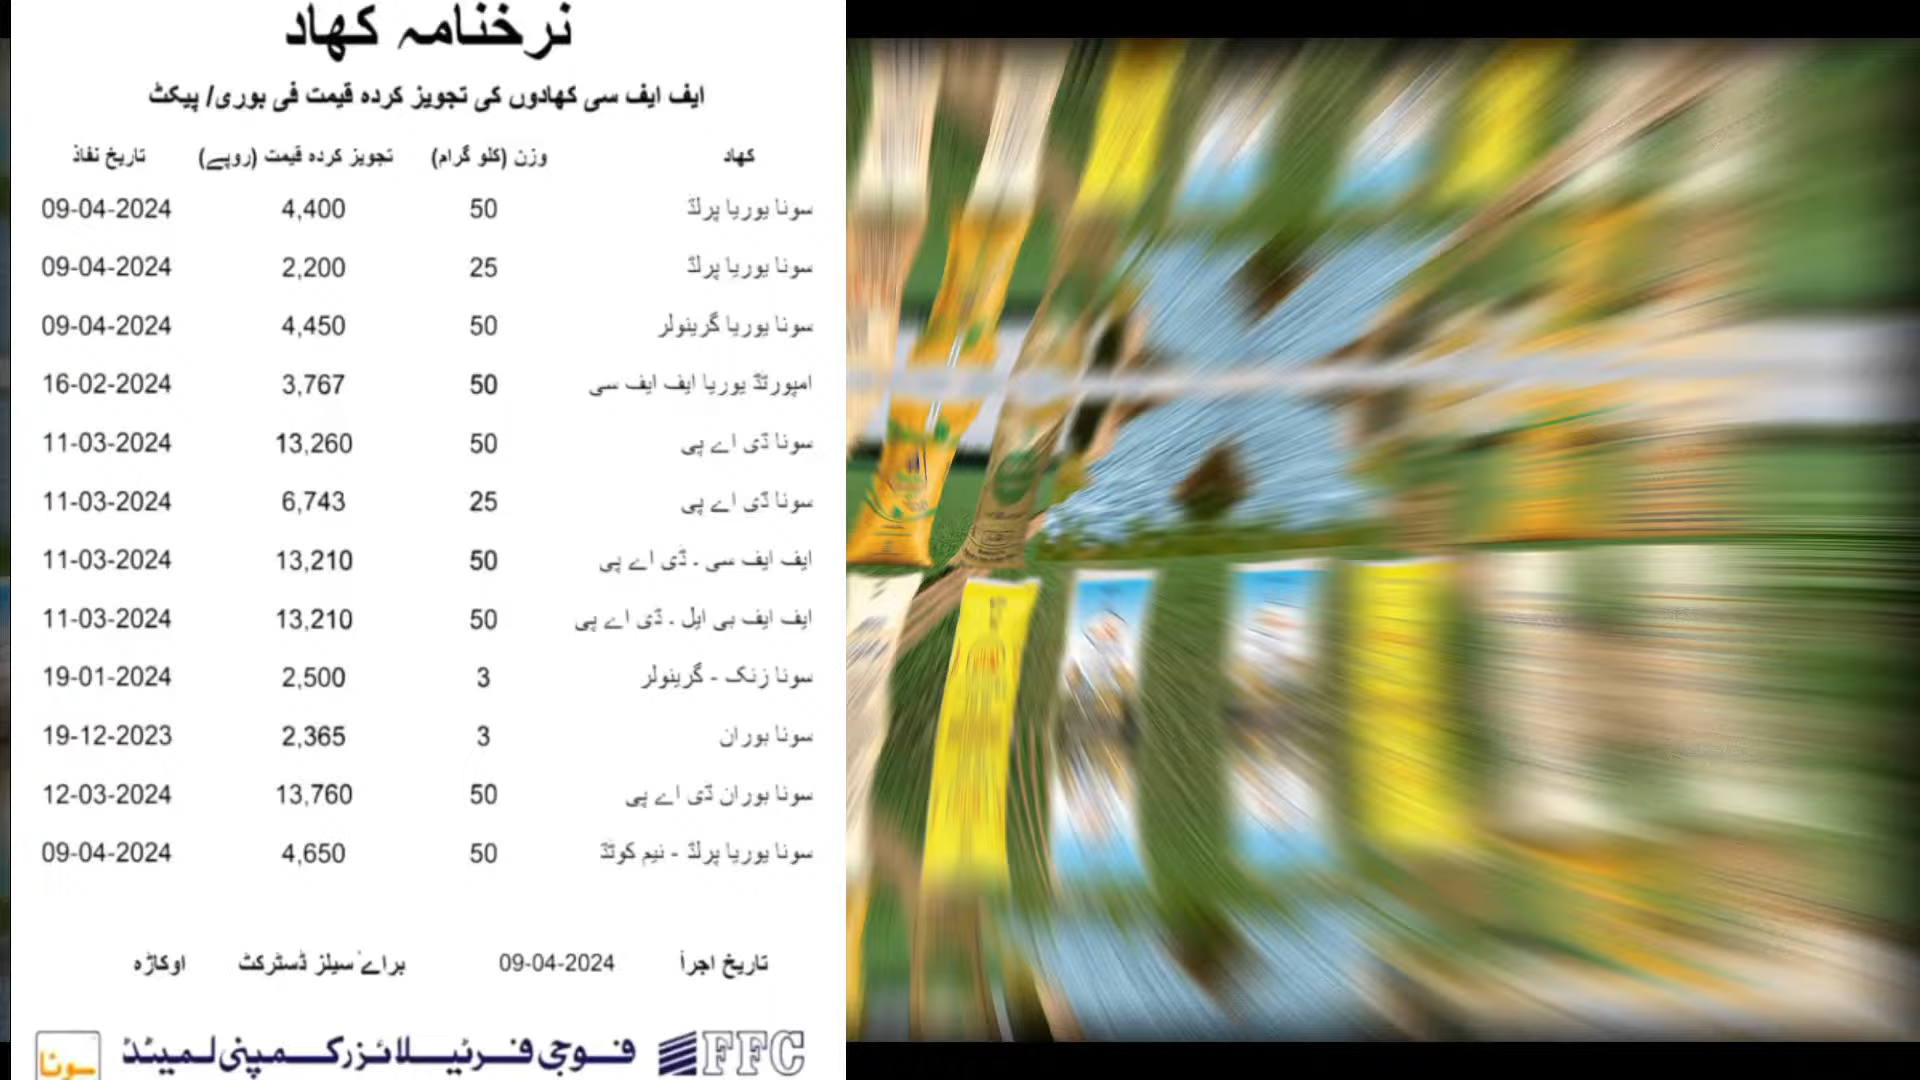 نرخنامہ کھاد
ایف ایف سی کھادوں کی تجویز کردہ قیمت فی بوری/ پیکٹ
کھاد وزن (کلو گرام) تجویز کردہ قیمت (روپے) تاریخ نفاذ
سونا یوریا پرلڈ 50 4,400 09-04-2024
سونا یوریا پرلڈ 25 2,200 09-04-2024
سونا یوریا گرینولر 50 4,450 09-04-2024
امپورٹڈ یوریا ایف ایف سی 50 3,767 16-02-2024
سونا ڈی اے پی 50 13,260 11-03-2024
سونا ڈی اے پی 25 6,743 11-03-2024
ایف ایف سی ۔ ڈی اے پی 50 13,210 11-03-2024
ایف ایف بی ایل ۔ ڈی اے پی 50 13,210 11-03-2024
سونا زنک - گرینولر 3 2,500 19-01-2024
سونا بوران 3 2,365 19-12-2023
سونا بوران ڈی اے پی 50 13,760 12-03-2024
سونا یوریا پرلڈ - نیم کوٹڈ 50 4,650 09-04-2024
تاریخ اجرأ 09-04-2024 برائے سیلز ڈسٹرکٹ اوکاڑہ
FFC فوجی فرٹیلائزر کمپنی لمیٹڈ سونا